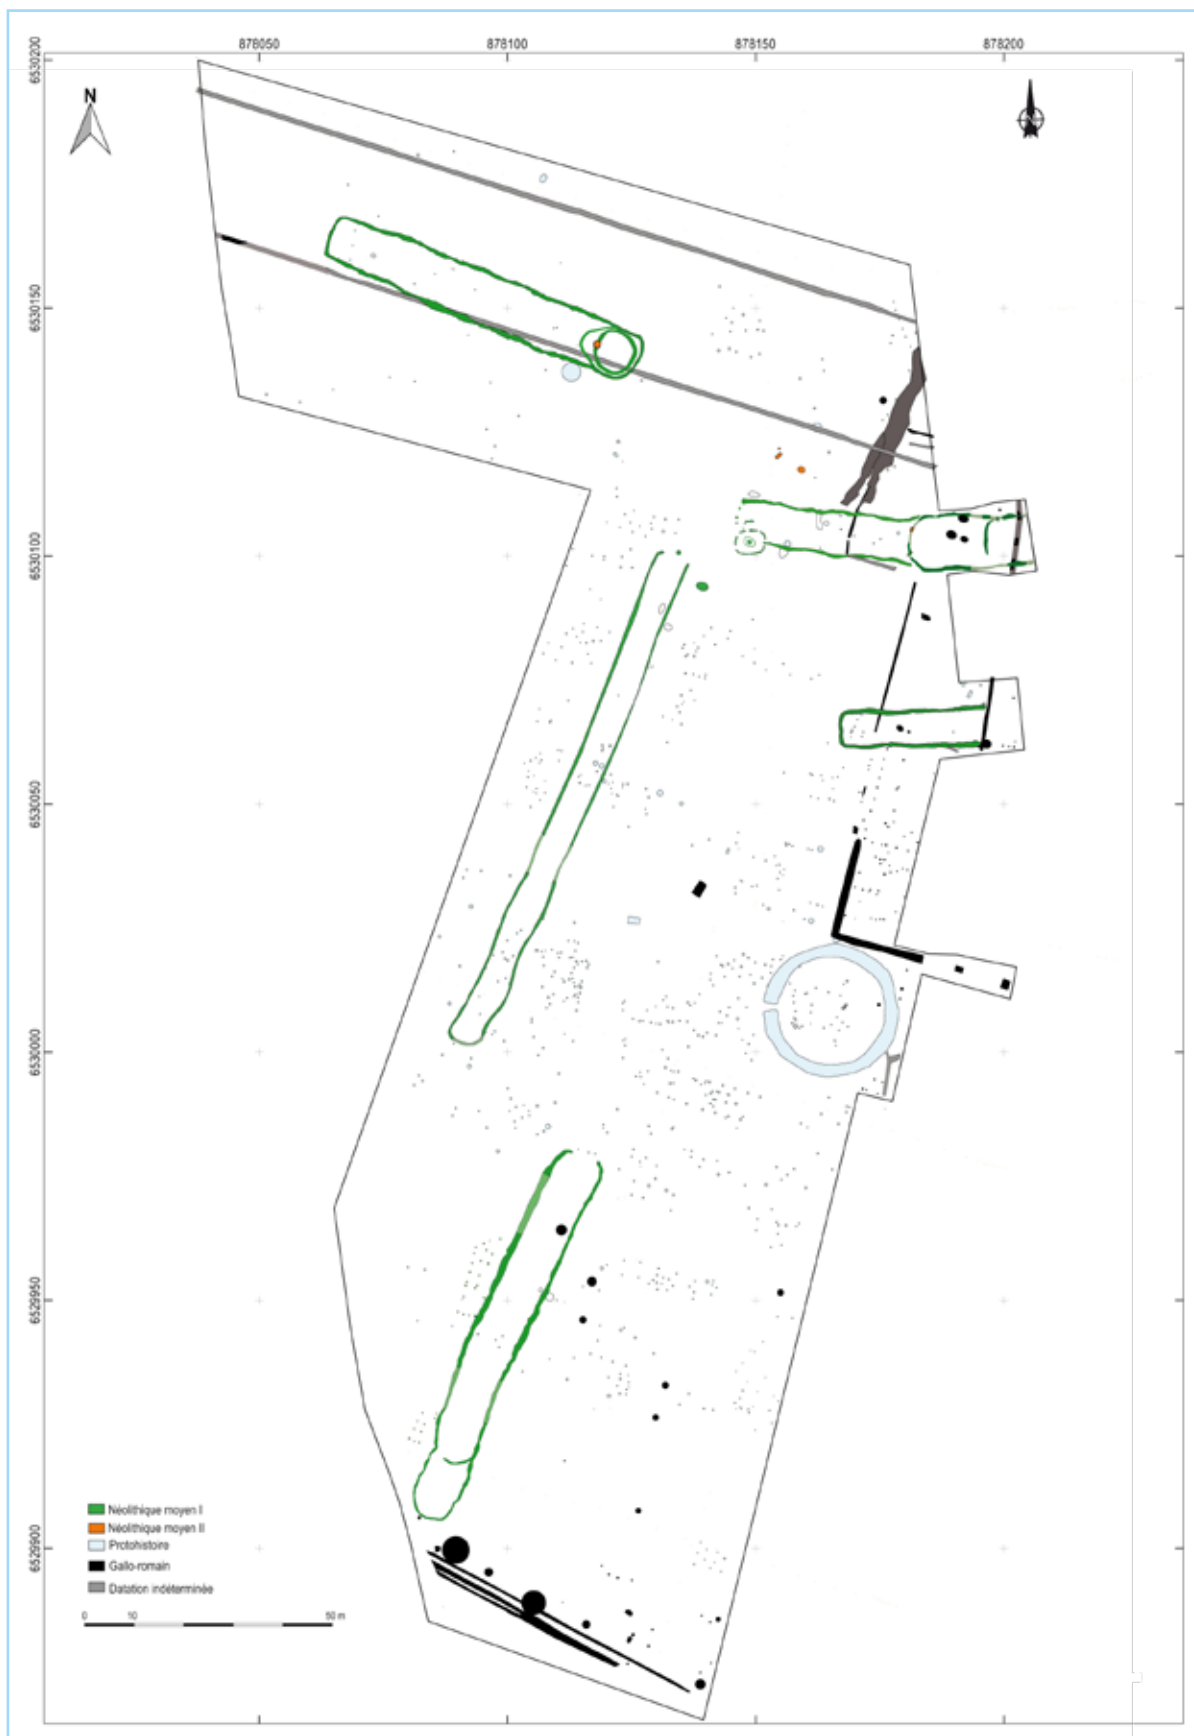 878050
878100
878150
878200
6530200
6530150
6530100
6530050
6530000
6529950
6529900
N
Néolithique moyen I
Néolithique moyen II
Protohistoire
Gallo-romain
Datation indéterminée
0 10 50 m